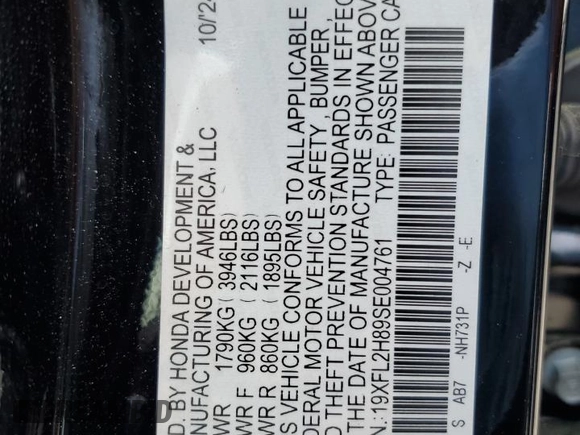 D. BY HONDA DEVELOPMENT &
NUFACTURING OF AMERICA, LLC
10/'24
WR 1790KG ( 3946LBS)
WR F 960KG ( 2116LBS)
WR R 860KG ( 1895LBS)
S VEHICLE CONFORMS TO ALL APPLICABLE
DERAL MOTOR VEHICLE SAFETY, BUMPER,
D THEFT PREVENTION STANDARDS IN EFFEC
THE DATE OF MANUFACTURE SHOWN ABOV
N.:19XFL2H89SE004761 TYPE: PASSENGER CA
S AB7 -NH731P -Z -E